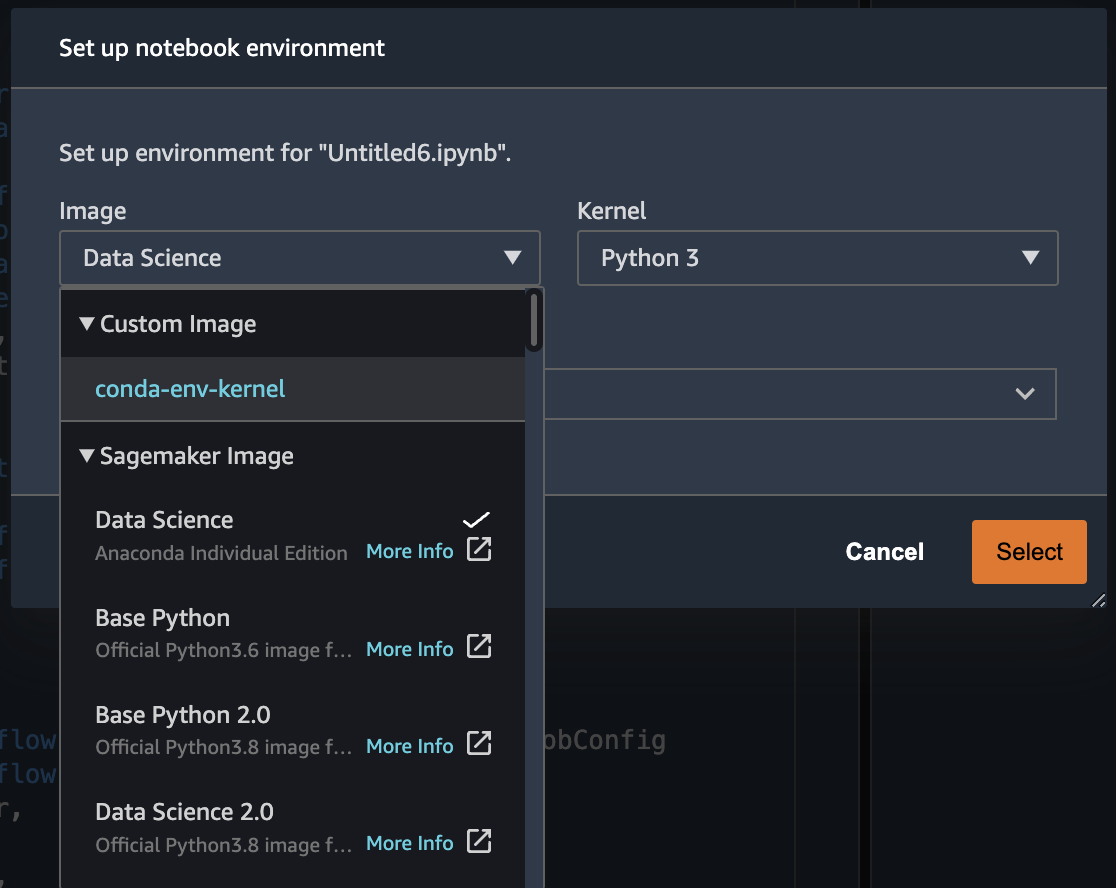 Set up notebook environment
Set up environment for "Untitled6.ipynb".
Image
Kernel
Data Science
Python 3
Custom Image
conda-env-kernel
Sagemaker Image
Data Science
Anaconda Individual Edition More Info
Base Python
Official Python3.6 image f... More Info
Base Python 2.0
Official Python3.8 image f... More Info
Data Science 2.0
Official Python3.8 image f... More Info
Cancel
Select
flow
obConfig
flow
r,